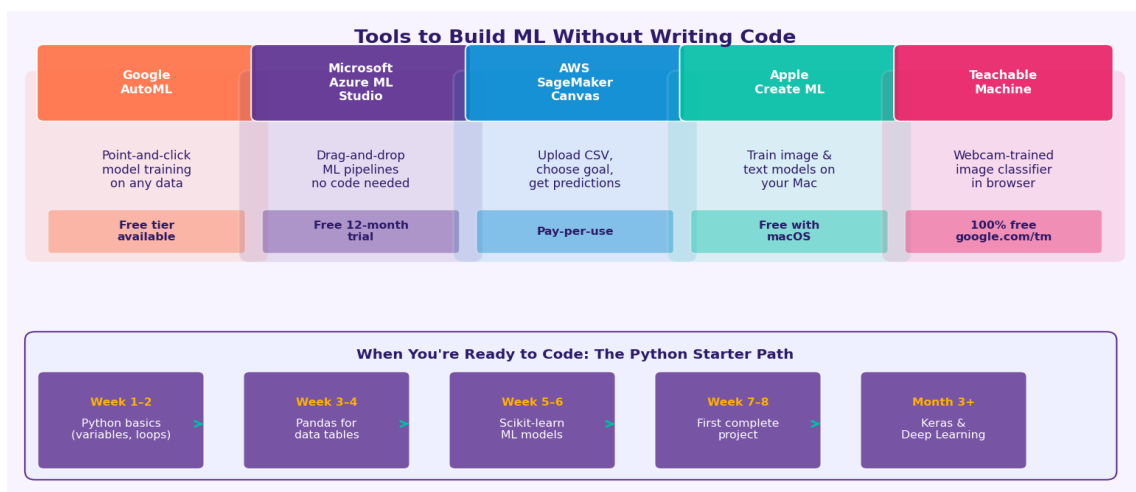 Tools to Build ML Without Writing Code
Google
AutoML
Point-and-click
model training
on any data
Free tier
available
Microsoft
Azure ML
Studio
Drag-and-drop
ML pipelines
no code needed
Free 12-month
trial
AWS
SageMaker
Canvas
Upload CSV,
choose goal,
get predictions
Pay-per-use
Apple
Create ML
Train image &
text models on
your Mac
Free with
macOS
Teachable
Machine
Webcam-trained
image classifier
in browser
100% free
google.com/tm
When You're Ready to Code: The Python Starter Path
Week 1–2
Python basics
(variables, loops)
Week 3–4
Pandas for
data tables
Week 5–6
Scikit-learn
ML models
Week 7–8
First complete
project
Month 3+
Keras &
Deep Learning